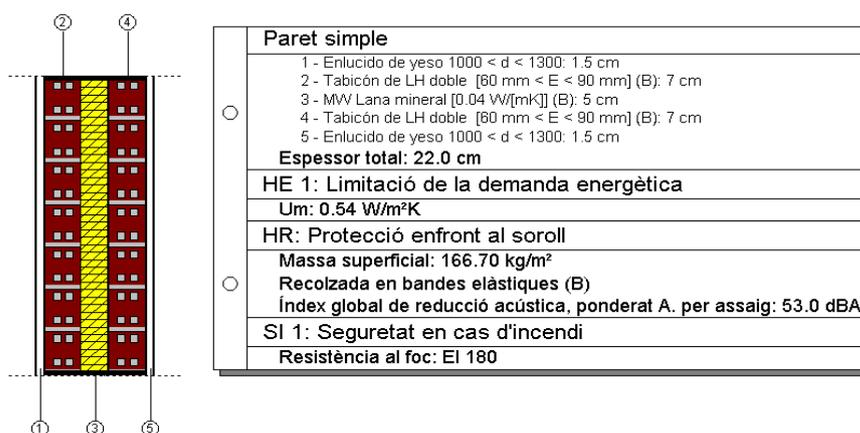 2 4
Paret simple
1 - Enlucido de yeso 1000 < d < 1300: 1.5 cm
2 - Tabicón de LH doble [60 mm < E < 90 mm] (B): 7 cm
3 - MW Lana mineral [0.04 W/[mK]] (B): 5 cm
4 - Tabicón de LH doble [60 mm < E < 90 mm] (B): 7 cm
5 - Enlucido de yeso 1000 < d < 1300: 1.5 cm
Espessor total: 22.0 cm
HE 1: Limitació de la demanda energètica
Um: 0.54 W/m²K
HR: Protecció enfront al soroll
Massa superficial: 166.70 kg/m²
Recolzada en bandes elàstiques (B)
Índex global de reducció acústica, ponderat A. per assaig: 53.0 dBA
SI 1: Seguretat en cas d'incendi
Resistència al foc: EI 180
1 3 5